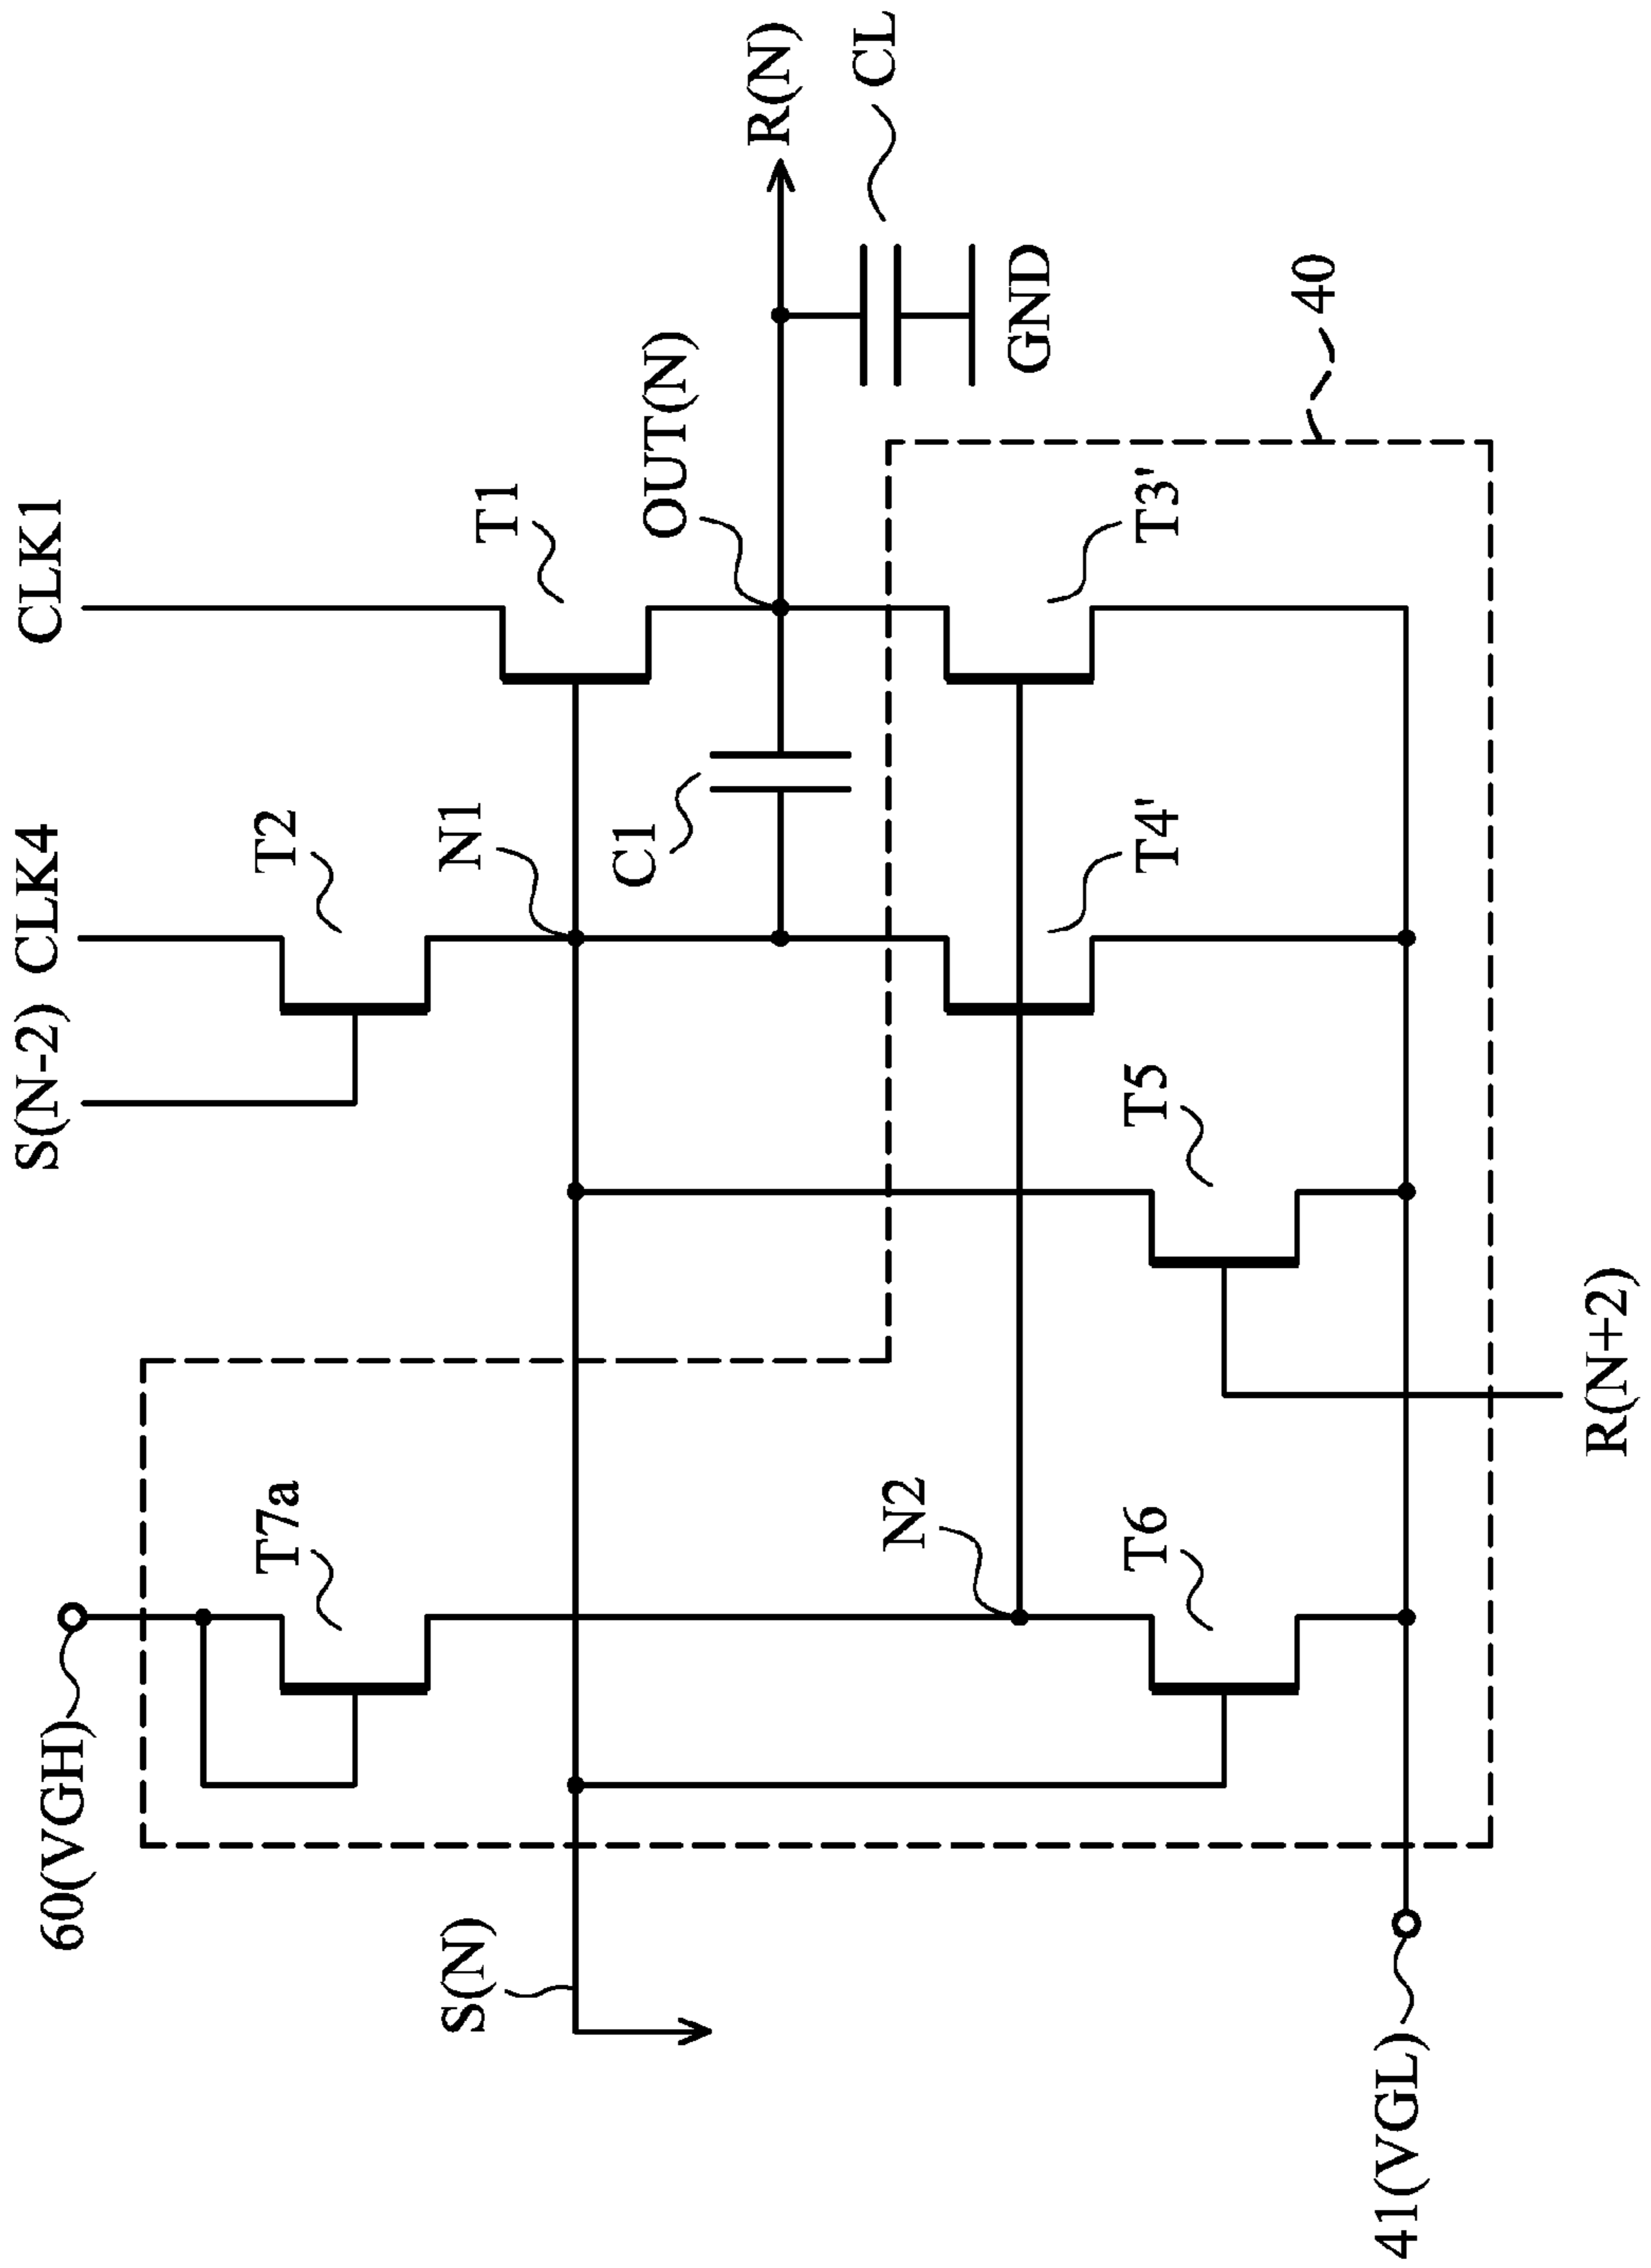 60(VGH)
S(N-2)
CLK4
CLK1
T7a
T2
S(N)
N1
T1
C1
OUT(N)
R(N)
CL
N2
GND
T6
T5
T4'
T3'
40
41(VGL)
R(N+2)